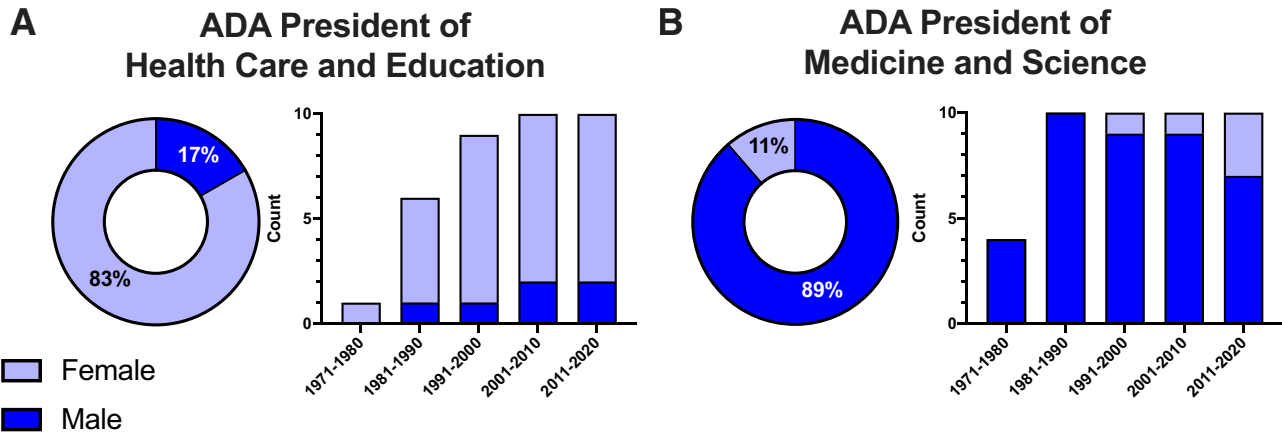 A
ADA President of
Health Care and Education
17%
83%
Count
10
5
0
1971-1980
1981-1990
1991-2000
2001-2010
2011-2020
Female
Male
B
ADA President of
Medicine and Science
11%
89%
Count
10
5
0
1971-1980
1981-1990
1991-2000
2001-2010
2011-2020